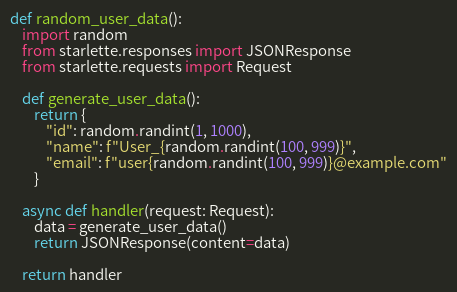 def random_user_data():
    import random
    from starlette.responses import JSONResponse
    from starlette.requests import Request

    def generate_user_data():
        return {
            "id": random.randint(1, 1000),
            "name": f"User_{random.randint(100, 999)}",
            "email": f"user{random.randint(100, 999)}@example.com"
        }

    async def handler(request: Request):
        data = generate_user_data()
        return JSONResponse(content=data)

    return handler